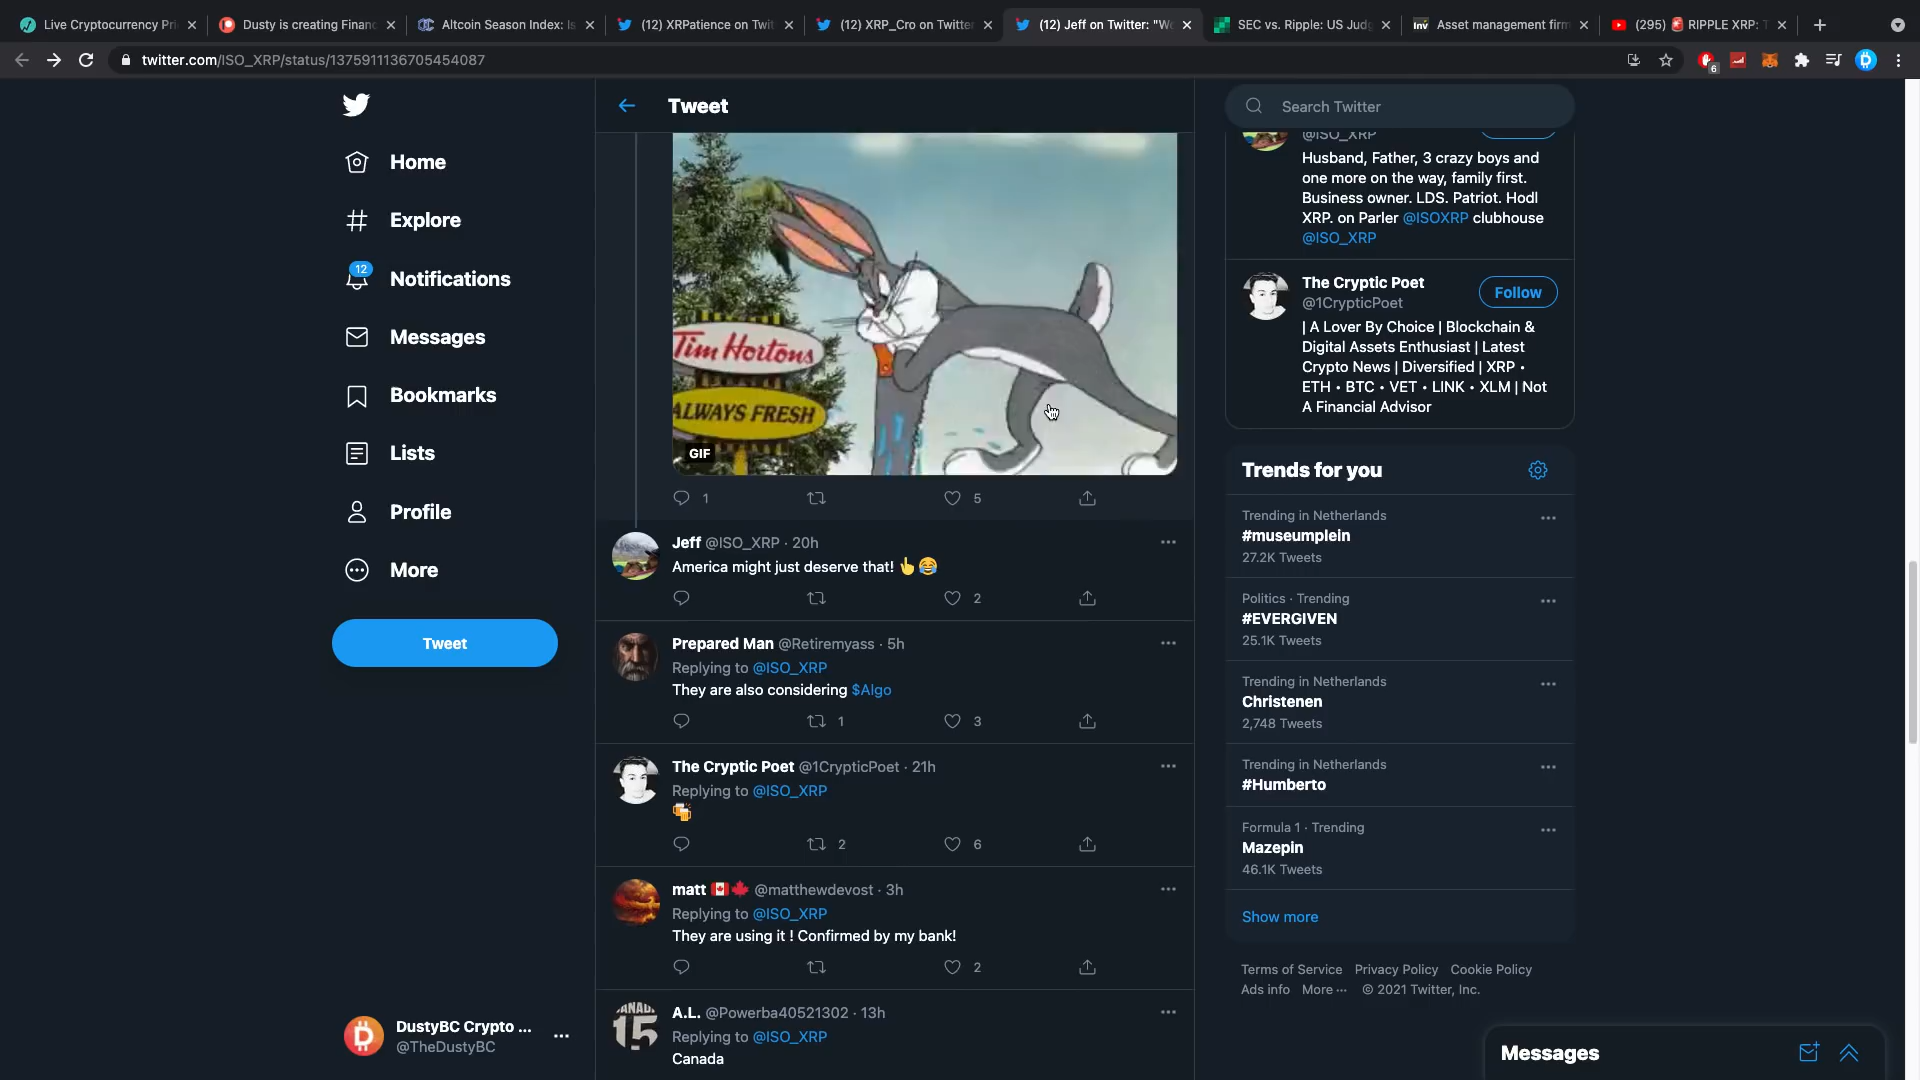 Live Cryptocurrency Pri
Dusty is creating Financ
Altcoin Season Index: Is
(12) XRPatience on Twit
(12) XRP_Cro on Twitter
(12) Jeff on Twitter: "Wo
SEC vs. Ripple: US Judg
Inv Asset management firm
(295) 🚨 RIPPLE XRP: T
twitter.com/ISO_XRP/status/1375911136705454087
6
Home
Explore
12
Notifications
Messages
Bookmarks
Lists
Profile
More
Tweet
DustyBC Crypto ...
@TheDustyBC
Tweet
Tim Hortons
ALWAYS FRESH
GIF
1
5
Jeff @ISO_XRP · 20h
America might just deserve that! 👆😂
2
Prepared Man @Retiremyass · 5h
Replying to @ISO_XRP
They are also considering $Algo
1
3
The Cryptic Poet @1CrypticPoet · 21h
Replying to @ISO_XRP
🍻
2
6
matt 🇨🇦🍁 @matthewdevost · 3h
Replying to @ISO_XRP
They are using it ! Confirmed by my bank!
2
A.L. @Powerba40521302 · 13h
Replying to @ISO_XRP
Canada
15
Search Twitter
@ISO_XRP
Husband, Father, 3 crazy boys and
one more on the way, family first.
Business owner. LDS. Patriot. Hodl
XRP. on Parler @ISOXRP clubhouse
@ISO_XRP
The Cryptic Poet
@1CrypticPoet
Follow
| A Lover By Choice | Blockchain &
Digital Assets Enthusiast | Latest
Crypto News | Diversified | XRP •
ETH • BTC • VET • LINK • XLM | Not
A Financial Advisor
Trends for you
Trending in Netherlands
#museumplein
27.2K Tweets
Politics · Trending
#EVERGIVEN
25.1K Tweets
Trending in Netherlands
Christenen
2,748 Tweets
Trending in Netherlands
#Humberto
Formula 1 · Trending
Mazepin
46.1K Tweets
Show more
Terms of Service Privacy Policy Cookie Policy
Ads info More ··· © 2021 Twitter, Inc.
Messages